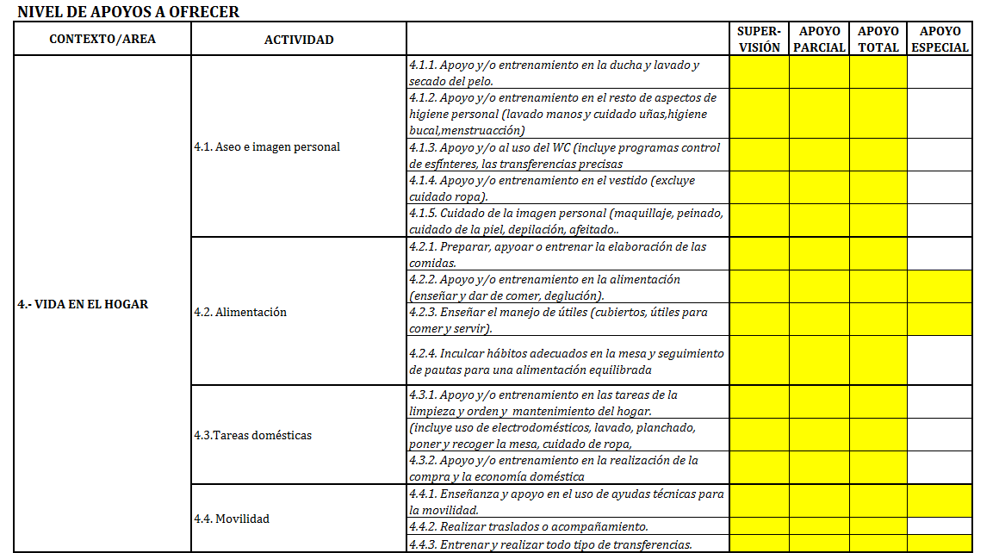 NIVEL DE APOYOS A OFRECER
CONTEXTO/AREA
ACTIVIDAD
SUPER-
VISIÓN
APOYO
PARCIAL
APOYO
TOTAL
APOYO
ESPECIAL
4.- VIDA EN EL HOGAR
4.1. Aseo e imagen personal
4.1.1. Apoyo y/o entrenamiento en la ducha y lavado y
secado del pelo.
4.1.2. Apoyo y/o entrenamiento en el resto de aspectos de
higiene personal (lavado manos y cuidado uñas,higiene
bucal,menstruacción)
4.1.3. Apoyo y/o al uso del WC (incluye programas control
de esfínteres, las transferencias precisas
4.1.4. Apoyo y/o entrenamiento en el vestido (excluye
cuidado ropa).
4.1.5. Cuidado de la imagen personal (maquillaje, peinado,
cuidado de la piel, depilación, afeitado..
4.2. Alimentación
4.2.1. Preparar, apyoar o entrenar la elaboración de las
comidas.
4.2.2. Apoyo y/o entrenamiento en la alimentación
(enseñar y dar de comer, deglución).
4.2.3. Enseñar el manejo de útiles (cubiertos, útiles para
comer y servir).
4.2.4. Inculcar hábitos adecuados en la mesa y seguimiento
de pautas para una alimentación equilibrada
4.3.Tareas domésticas
4.3.1. Apoyo y/o entrenamiento en las tareas de la
limpieza y orden y mantenimiento del hogar.
(incluye uso de electrodomésticos, lavado, planchado,
poner y recoger la mesa, cuidado de ropa,
4.3.2. Apoyo y/o entrenamiento en la realización de la
compra y la economía doméstica
4.4. Movilidad
4.4.1. Enseñanza y apoyo en el uso de ayudas técnicas para
la movilidad.
4.4.2. Realizar traslados o acompañamiento.
4.4.3. Entrenar y realizar todo tipo de transferencias.